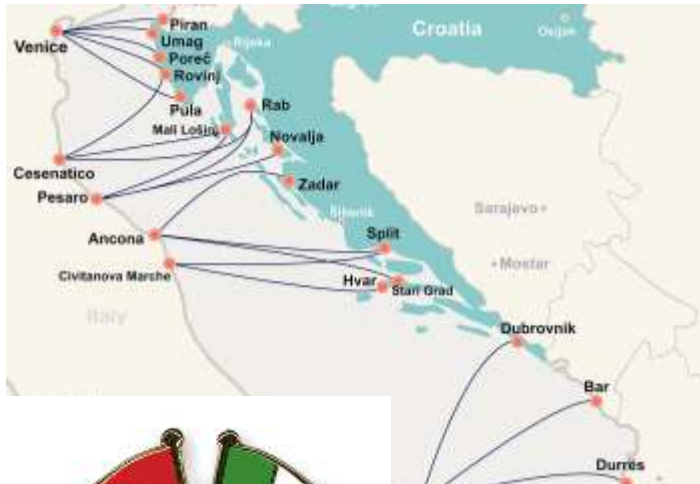 Piran
Venice
Croatia
Umag
Rijeka
Osijek
Poreč
Rovinj
Pula
Rab
Mali Lošinj
Novalja
Cesenatico
Zadar
Pesaro
Šibenik
Sarajevo
Ancona
Split
Mostar
Civitanova Marche
Hvar
Stari Grad
Italy
Dubrovnik
Bar
Durrës